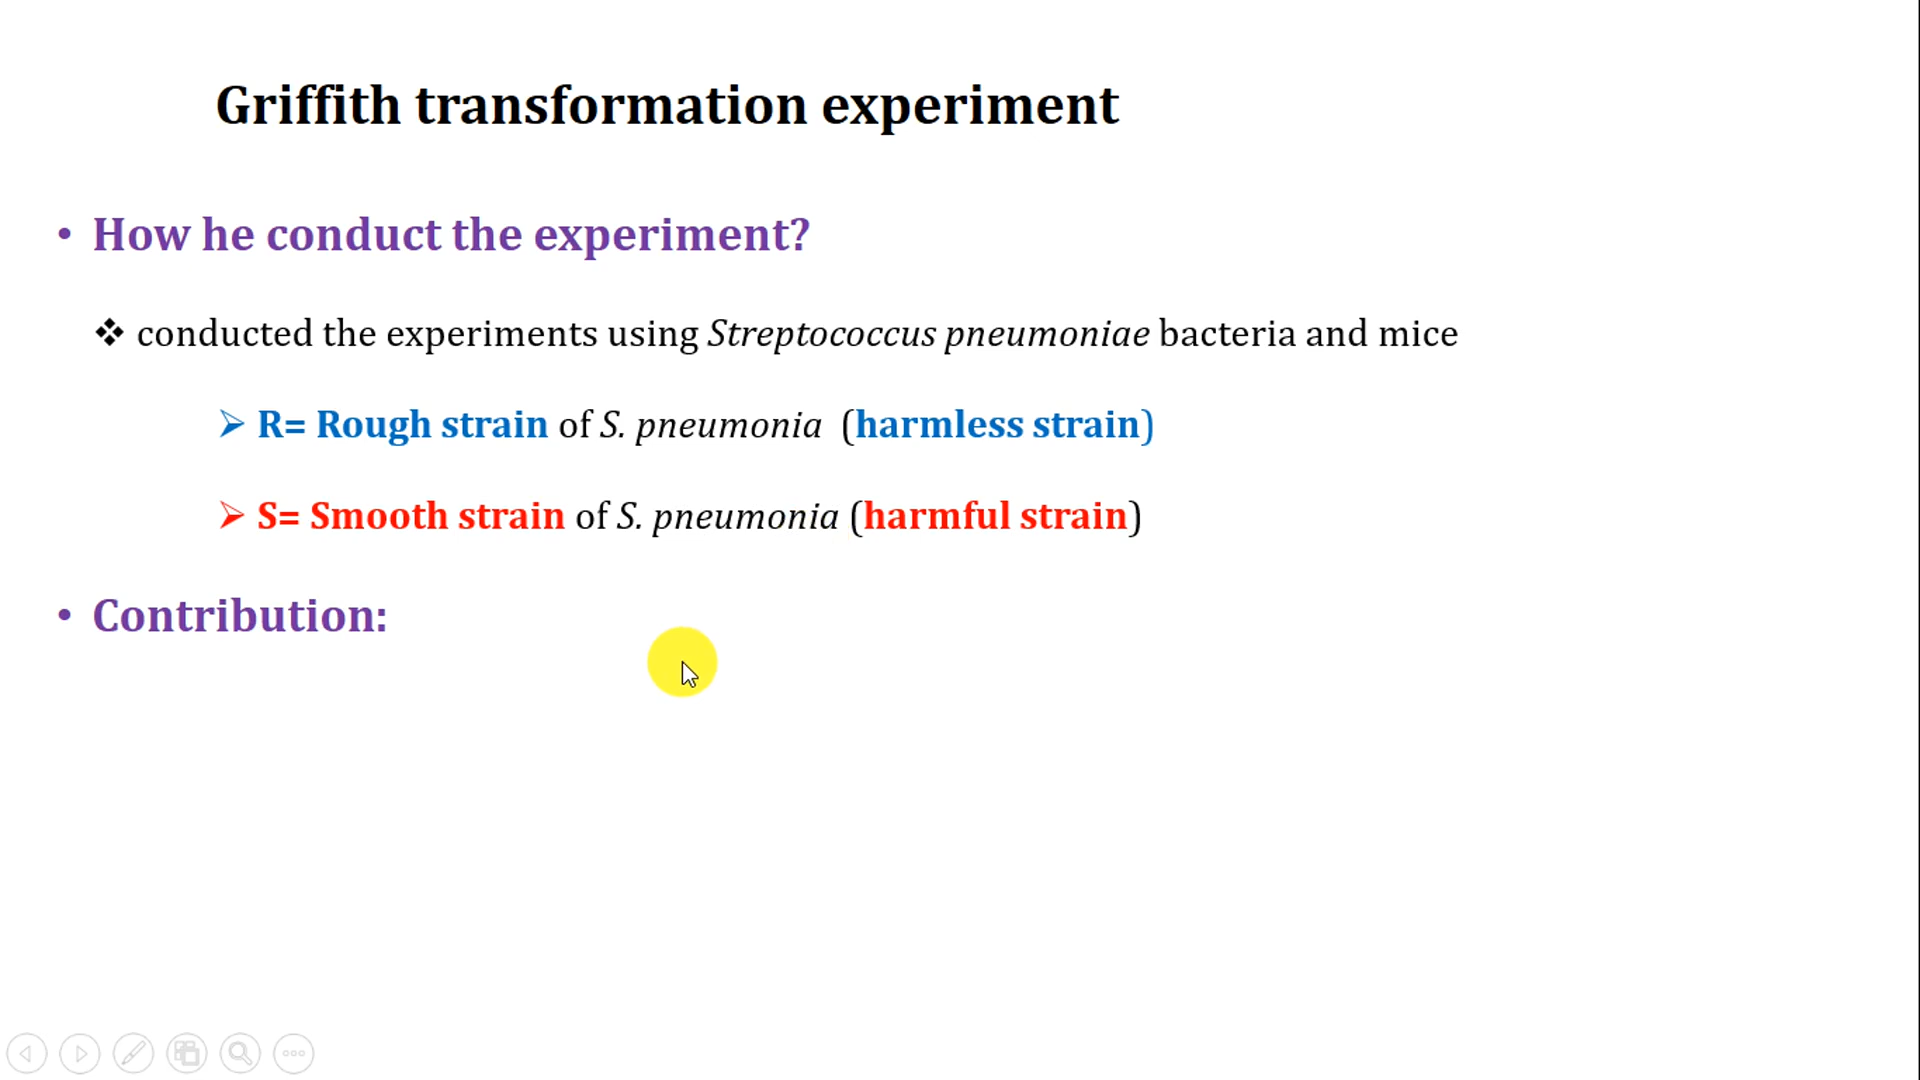 Griffith transformation experiment
• How he conduct the experiment?
❖ conducted the experiments using Streptococcus pneumoniae bacteria and mice
➢ R= Rough strain of S. pneumonia (harmless strain)
➢ S= Smooth strain of S. pneumonia (harmful strain)
• Contribution: